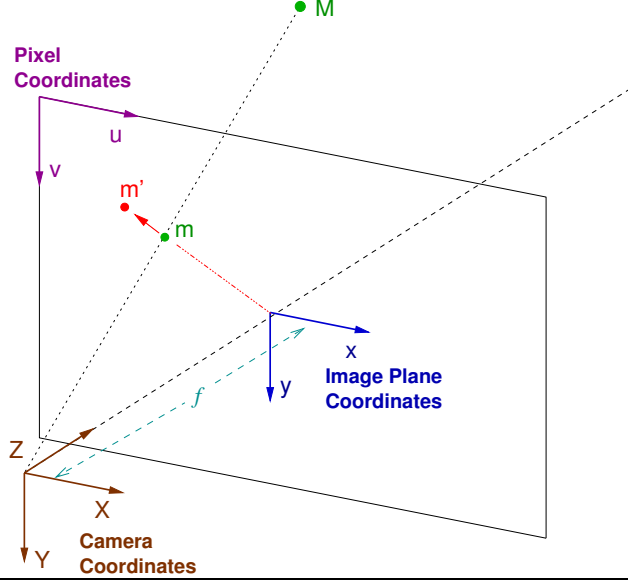 M
Pixel
Coordinates
u
v
m'
m
x
Image Plane
Coordinates
y
f
Z
X
Camera
Coordinates
Y